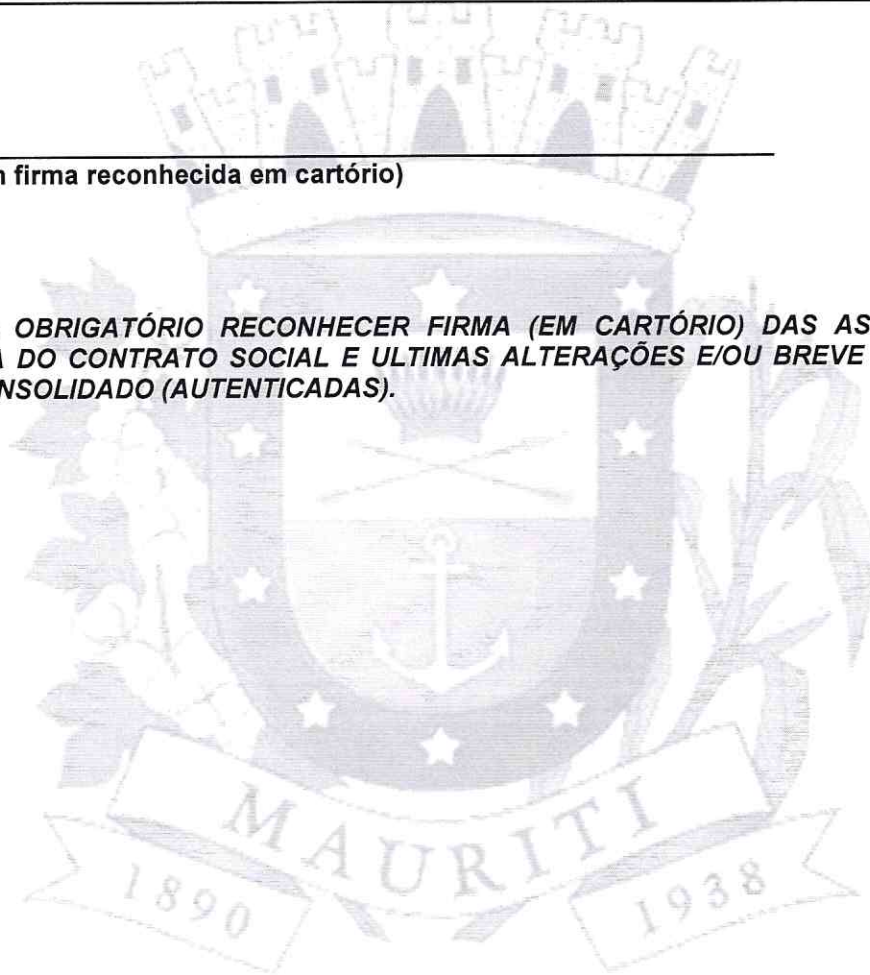 firma reconhecida em cartório)
OBRIGATÓRIO RECONHECER FIRMA (EM CARTÓRIO) DAS AS
DO CONTRATO SOCIAL E ULTIMAS ALTERAÇÕES E/OU BREVE
NSOLIDADO (AUTENTICADAS).
MAURITI
1890
1938